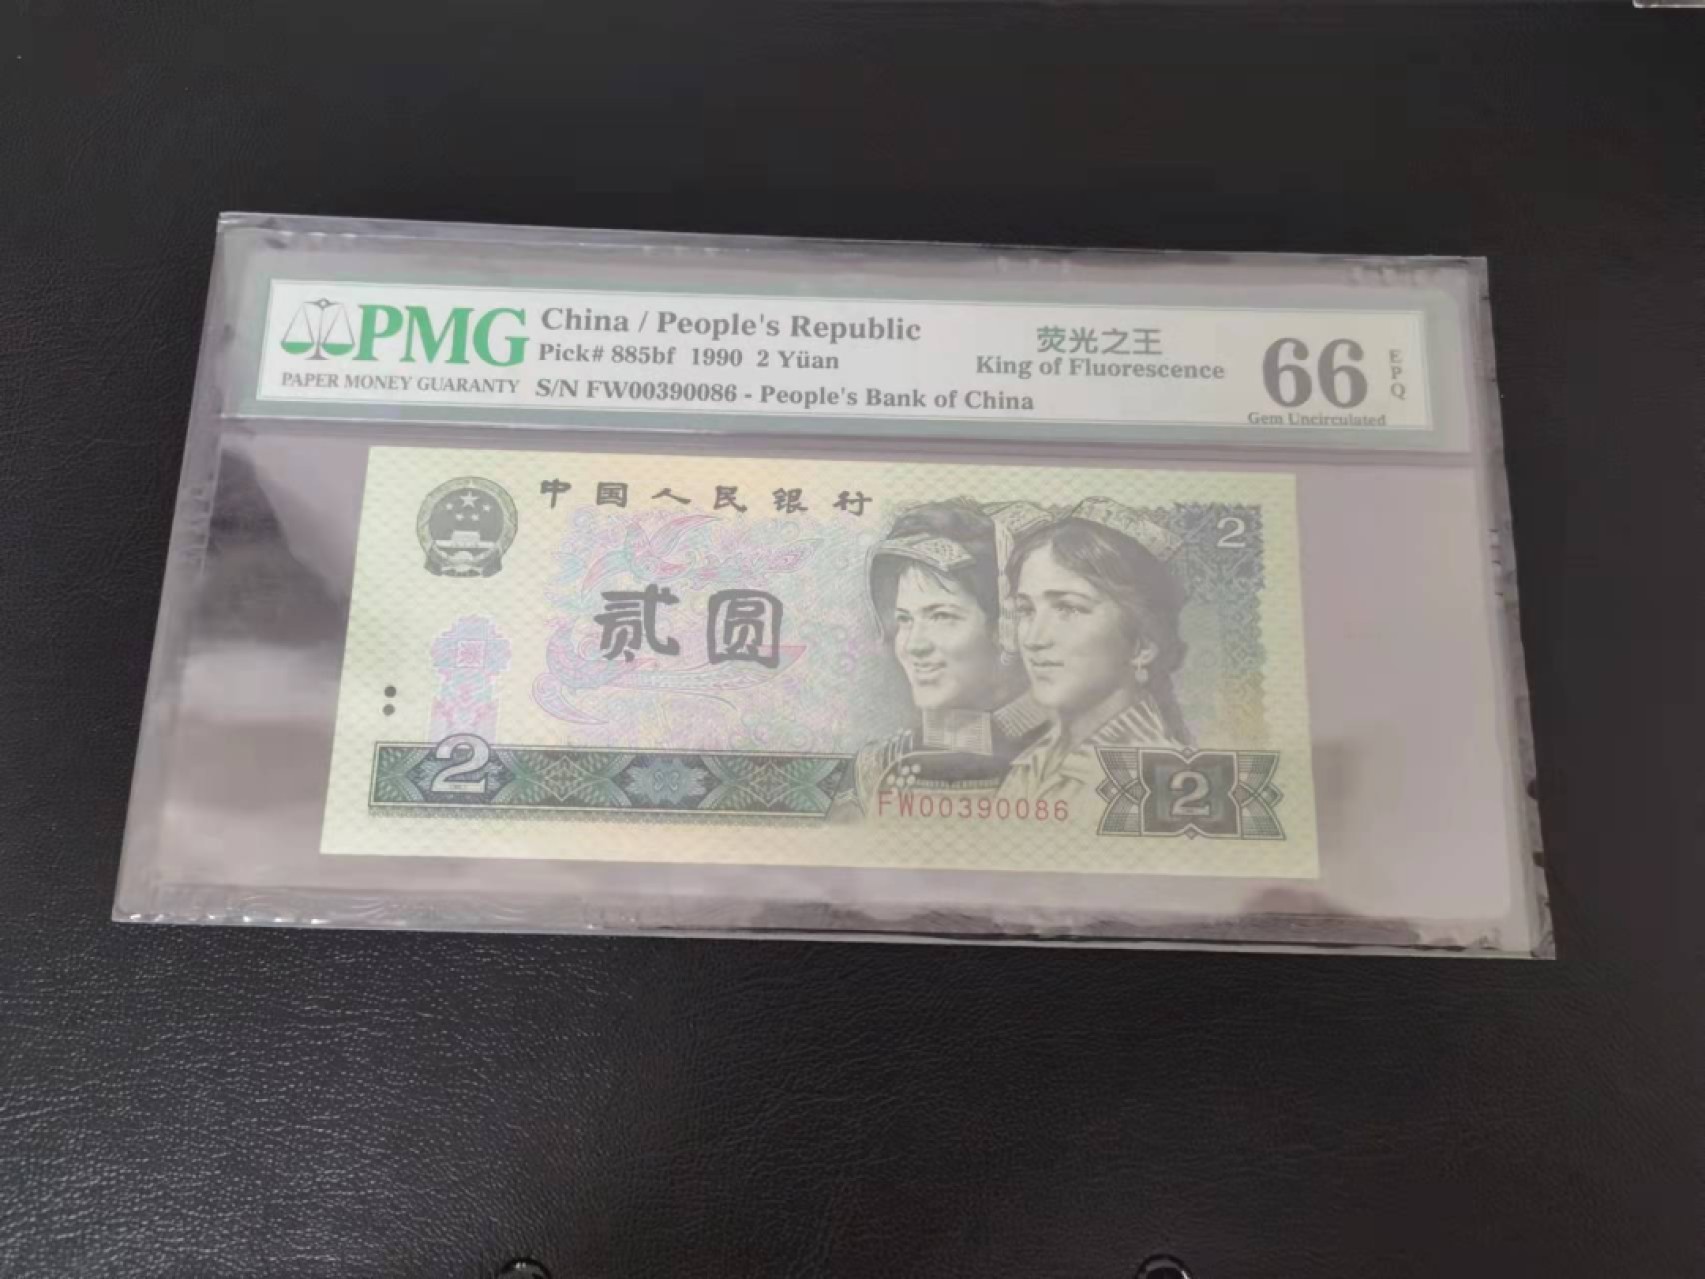 PMG
PAPER MONEY GUARANTY
China / People's Republic
Pick# 885bf 1990 2 Yüan
S/N FW00390086 - People's Bank of China
荧光之王
King of Fluorescence
66
EPQ
Gem Uncirculated
中国人民银行
2
贰圆
2
FW00390086
2